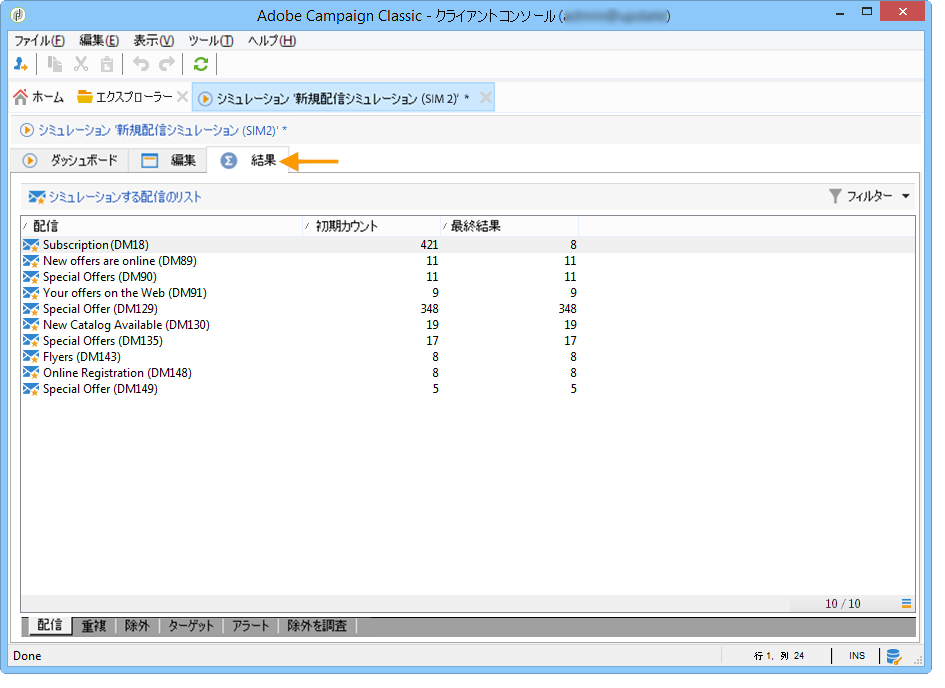 Adobe Campaign Classic - クライアントコンソール ( )
ファイル(F) 編集(E) 表示(V) ツール(T) ヘルプ(H)
ホーム エクスプローラー シミュレーション '新規配信シミュレーション (SIM 2)' *
シミュレーション '新規配信シミュレーション (SIM2)' *
ダッシュボード 編集 Σ 結果
シミュレーションする配信のリスト フィルター
配信 初期カウント 最終結果
Subscription (DM18) 421 8
New offers are online (DM89) 11 11
Special Offers (DM90) 11 11
Your offers on the Web (DM91) 9 9
Special Offer (DM129) 348 348
New Catalog Available (DM130) 19 19
Special Offers (DM135) 17 17
Flyers (DM143) 8 8
Online Registration (DM148) 8 8
Special Offer (DM149) 5 5
10 / 10
配信 重複 除外 ターゲット アラート 除外を調査
Done 行 1, 列 24 INS